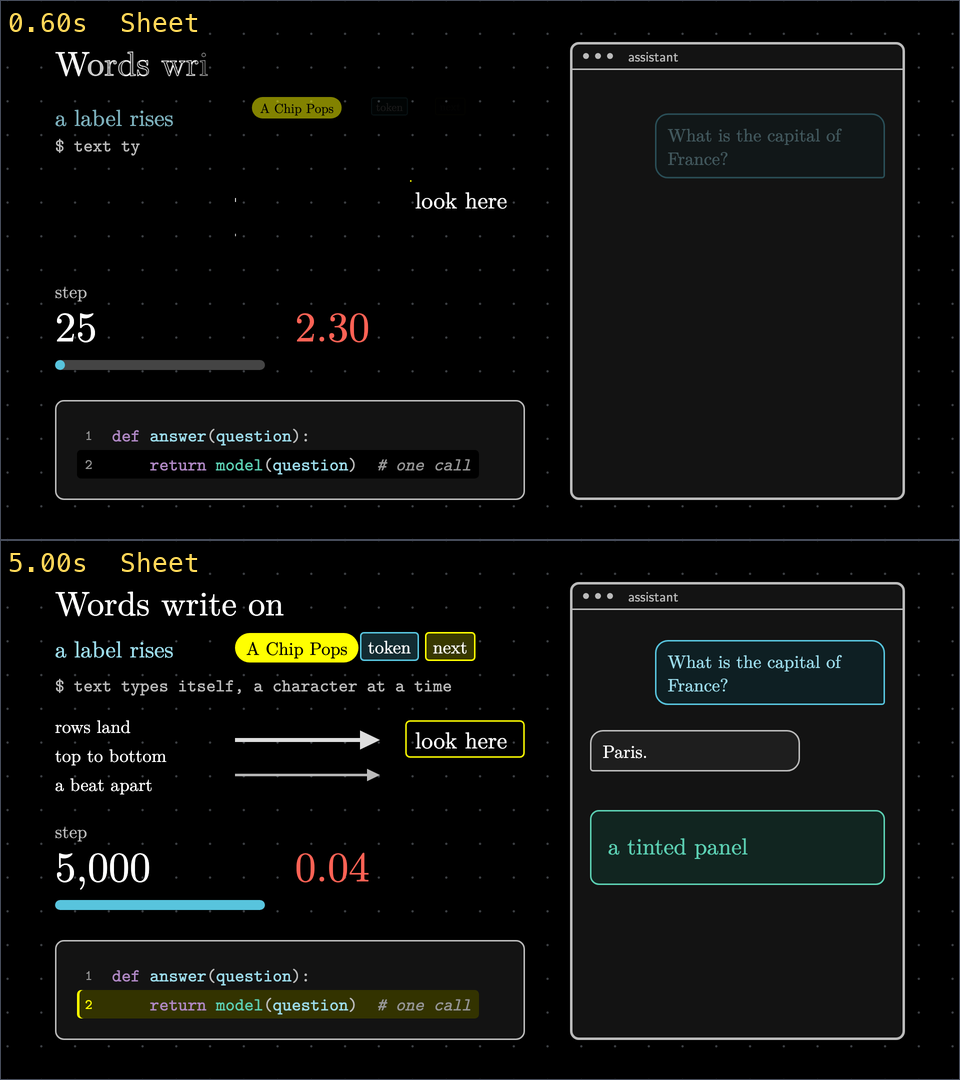 0.60s Sheet
Words wri
a label rises
A Chip Pops
token
$ text ty
look here
step
25
2.30
1 def answer(question):
2 return model(question) # one call
assistant
What is the capital of
France?
5.00s Sheet
Words write on
a label rises
A Chip Pops
token
next
$ text types itself, a character at a time
rows land
top to bottom
a beat apart
look here
step
5,000
0.04
1 def answer(question):
2 return model(question) # one call
assistant
What is the capital of
France?
Paris.
a tinted panel